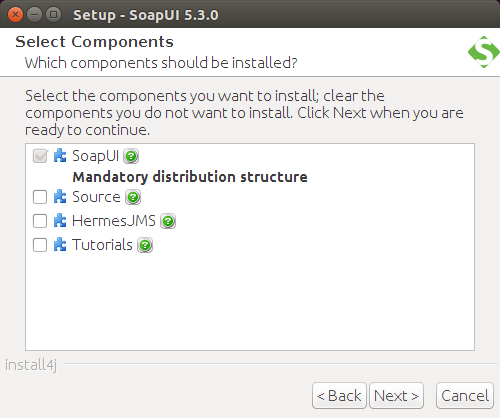 Setup - SoapUI 5.3.0
Select Components
Which components should be installed?
Select the components you want to install; clear the
components you do not want to install. Click Next when you are
ready to continue.
SoapUI ?
Mandatory distribution structure
Source ?
HermesJMS ?
Tutorials ?
install4j
< Back Next > Cancel